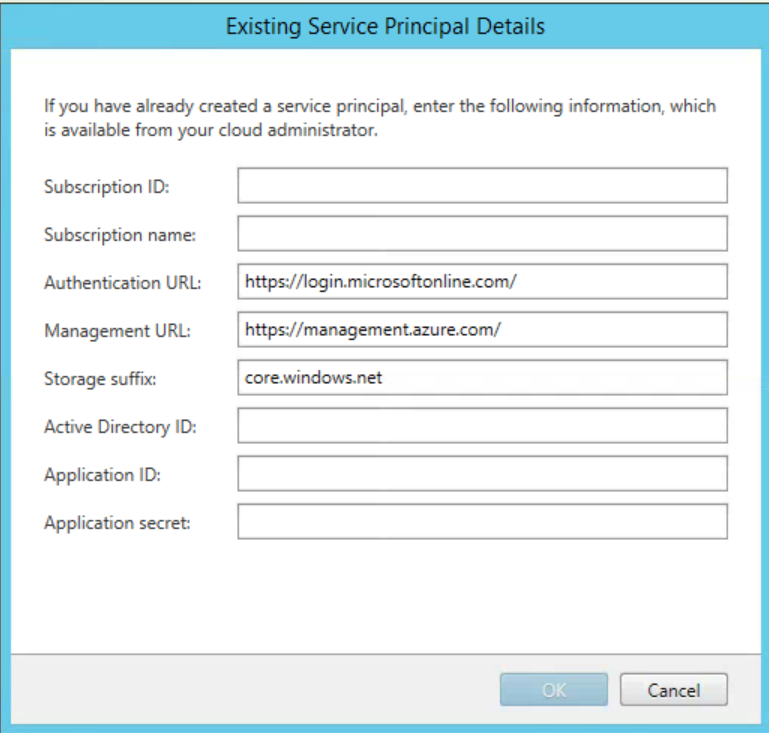 Existing Service Principal Details
If you have already created a service principal, enter the following information, which
is available from your cloud administrator.
Subscription ID:
Subscription name:
Authentication URL: https://login.microsoftonline.com/
Management URL: https://management.azure.com/
Storage suffix: core.windows.net
Active Directory ID:
Application ID:
Application secret:
OK Cancel